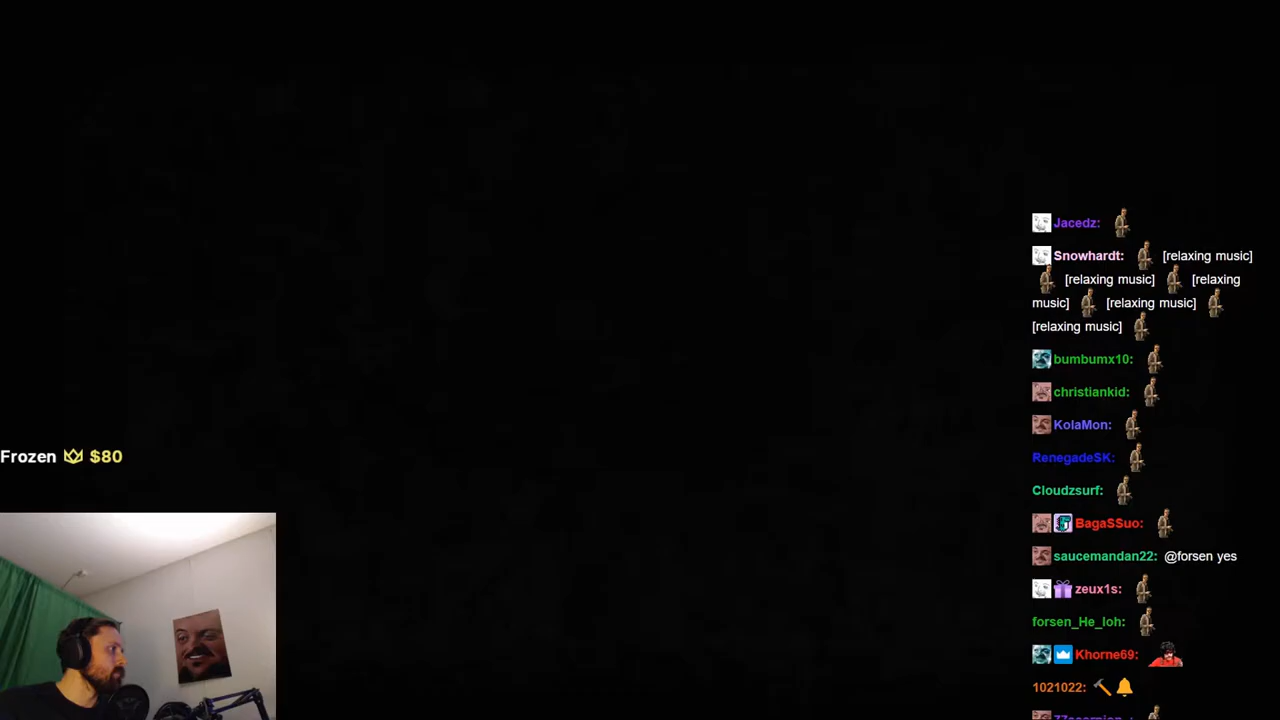 Jacedz:
Snowhardt: [relaxing music]
[relaxing music] [relaxing
music] [relaxing music]
[relaxing music]
bumbumx10:
christiankid:
KolaMon:
RenegadeSK:
Cloudzsurf:
BagaSSuo:
saucemandan22: @forsen yes
zeux1s:
forsen_He_loh:
Khorne69:
1021022:
Frozen $80